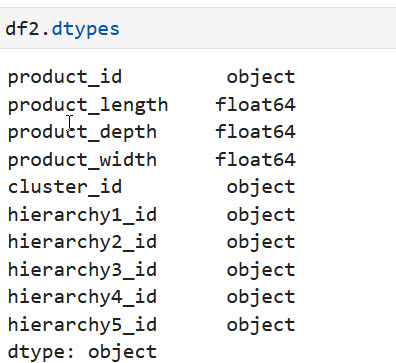 df2.dtypes
product_id object
product_length float64
product_depth float64
product_width float64
cluster_id object
hierarchy1_id object
hierarchy2_id object
hierarchy3_id object
hierarchy4_id object
hierarchy5_id object
dtype: object